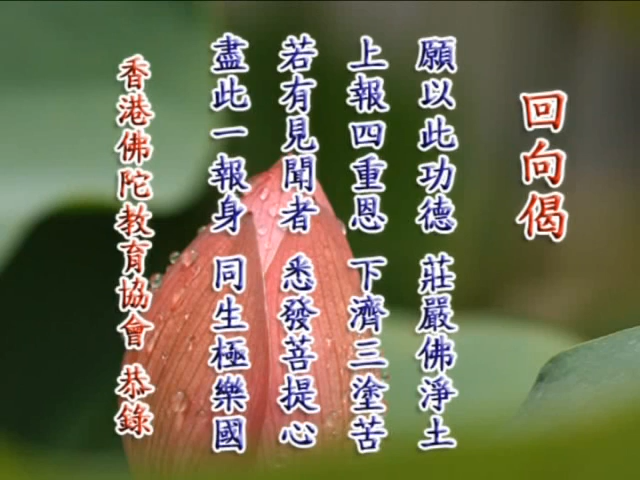 回向偈
願以此功德 莊嚴佛淨土
上報四重恩 下濟三塗苦
若有見聞者 悉發菩提心
盡此一報身 同生極樂國
香港佛陀教育協會 恭錄